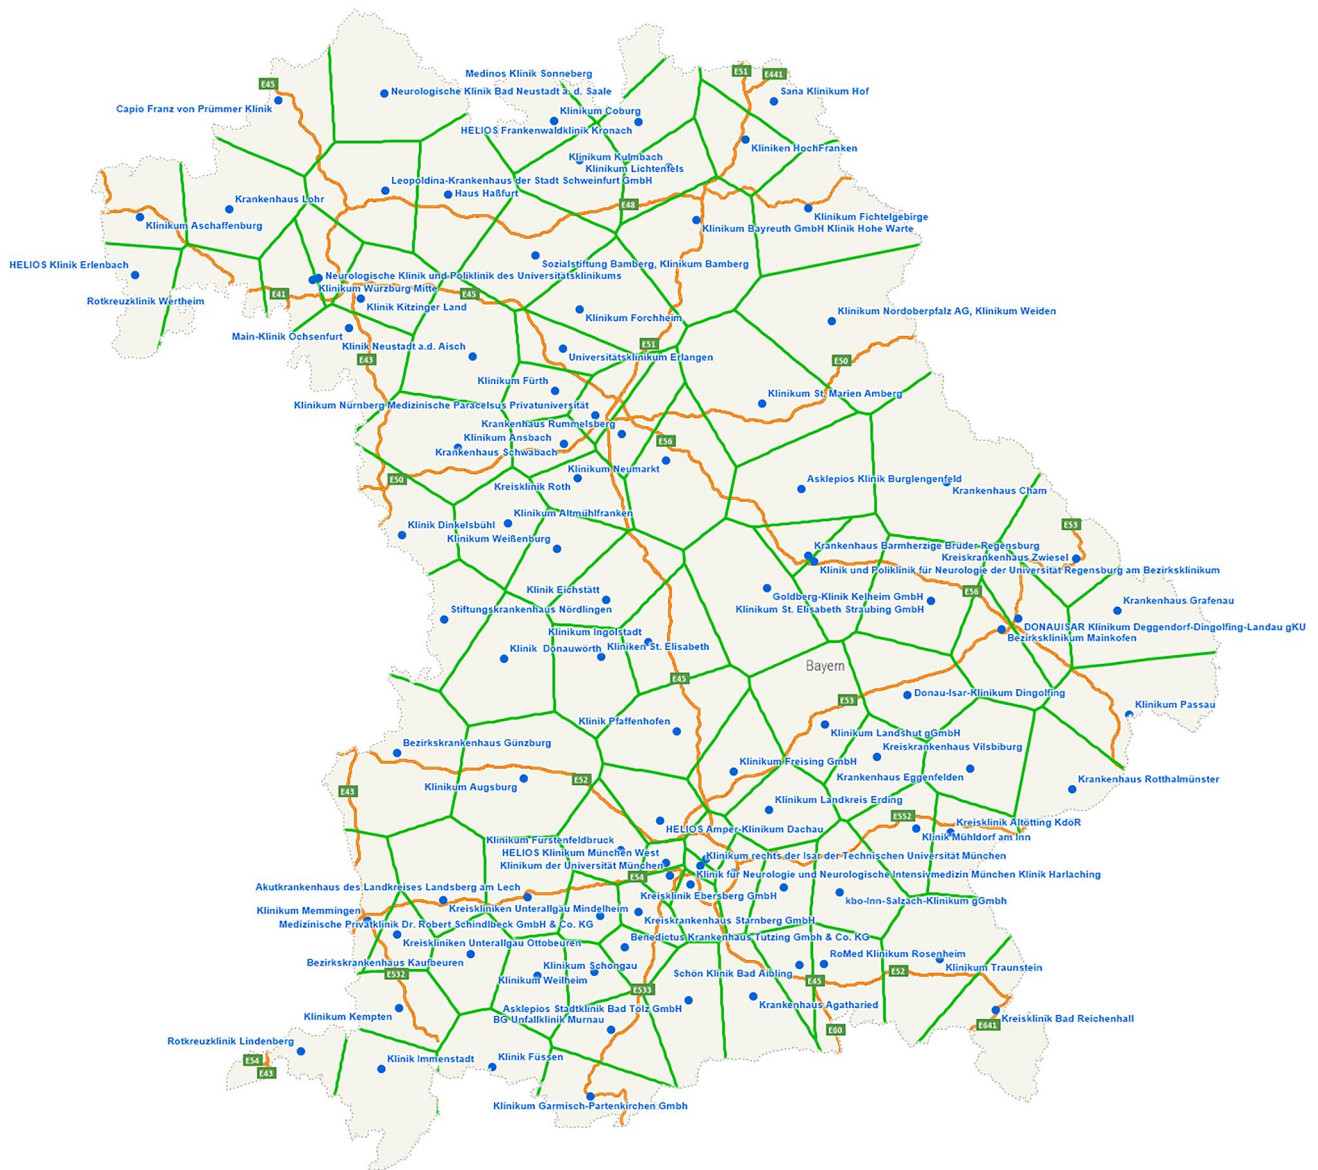 Medinos Klinik Sonneberg
E51
E441
E45
Neurologische Klinik Bad Neustadt a. d. Saale
Sana Klinikum Hof
Capio Franz von Prümmer Klinik
Klinikum Coburg
HELIOS Frankenwaldklinik Kronach
Kliniken HochFranken
Klinikum Kulmbach
Klinikum Lichtenfels
Leopoldina-Krankenhaus der Stadt Schweinfurt GmbH
Haus Haßfurt
Krankenhaus Lohr
E48
Klinikum Fichtelgebirge
Klinikum Aschaffenburg
Klinikum Bayreuth GmbH Klinik Hohe Warte
HELIOS Klinik Erlenbach
Sozialstiftung Bamberg, Klinikum Bamberg
Neurologische Klinik und Poliklinik des Universitätsklinikums
Klinikum Würzburg Mitte
E41
E45
Rotkreuzklinik Wertheim
Klinik Kitzinger Land
Klinikum Nordoberpfalz AG, Klinikum Weiden
Klinikum Forchheim
Main-Klinik Ochsenfurt
Klinik Neustadt a.d. Aisch
E51
E43
Universitätsklinikum Erlangen
E50
Klinikum Fürth
Klinikum St. Marien Amberg
Klinikum Nürnberg Medizinische Paracelsus Privatuniversität
Krankenhaus Rummelsberg
Klinikum Ansbach
E56
Krankenhaus Schwabach
Klinikum Neumarkt
E50
Asklepios Klinik Burglengenfeld
Kreisklinik Roth
Krankenhaus Cham
Klinikum Altmühlfranken
Klinik Dinkelsbühl
E53
Klinikum Weißenburg
Krankenhaus Barmherzige Brüder Regensburg
Kreiskrankenhaus Zwiesel
Klinik und Poliklinik für Neurologie der Universität Regensburg am Bezirksklinikum
Klinik Eichstätt
E56
Goldberg-Klinik Kelheim GmbH
Krankenhaus Grafenau
Stiftungskrankenhaus Nördlingen
Klinikum St. Elisabeth Straubing GmbH
DONAUISAR Klinikum Deggendorf-Dingolfing-Landau gKU
Klinikum Ingolstadt
Bezirksklinikum Mainkofen
Klinik Donauwörth
Kliniken St. Elisabeth
Bayern
E45
Donau-Isar-Klinikum Dingolfing
E53
Klinikum Passau
Klinik Pfaffenhofen
Klinikum Landshut gGmbH
Bezirkskrankenhaus Günzburg
Kreiskrankenhaus Vilsbiburg
Klinikum Freising GmbH
Krankenhaus Eggenfelden
Krankenhaus Rotthalmünster
E52
Klinikum Augsburg
E43
Klinikum Landkreis Erding
E552
Kreisklinik Altötting KdöR
HELIOS Amper-Klinikum Dachau
Klinik Mühldorf am Inn
Klinikum Fürstenfeldbruck
HELIOS Klinikum München West
Klinikum rechts der Isar der Technischen Universität München
Klinikum der Universität München
E54
Klinik für Neurologie und Neurologische Intensivmedizin München Klinik Harlaching
Akutkrankenhaus des Landkreises Landsberg am Lech
Kreisklinik Ebersberg GmbH
kbo-Inn-Salzach-Klinikum gGmbh
Klinikum Memmingen
Kreiskliniken Unterallgäu Mindelheim
Kreiskrankenhaus Starnberg GmbH
Medizinische Privatklinik Dr. Robert Schindlbeck GmbH & Co. KG
Benedictus Krankenhaus Tutzing Gmbh & Co. KG
Kreiskliniken Unterallgäu Ottobeuren
RoMed Klinikum Rosenheim
Bezirkskrankenhaus Kaufbeuren
Klinikum Schongau
Klinikum Traunstein
E532
Schön Klinik Bad Aibling
E52
Klinikum Weilheim
E45
E533
Krankenhaus Agatharied
Asklepios Stadtklinik Bad Tölz GmbH
Klinikum Kempten
BG Unfallklinik Murnau
Kreisklinik Bad Reichenhall
E641
E60
Rotkreuzklinik Lindenberg
Klinik Füssen
E54
Klinik Immenstadt
E43
Klinikum Garmisch-Partenkirchen Gmbh